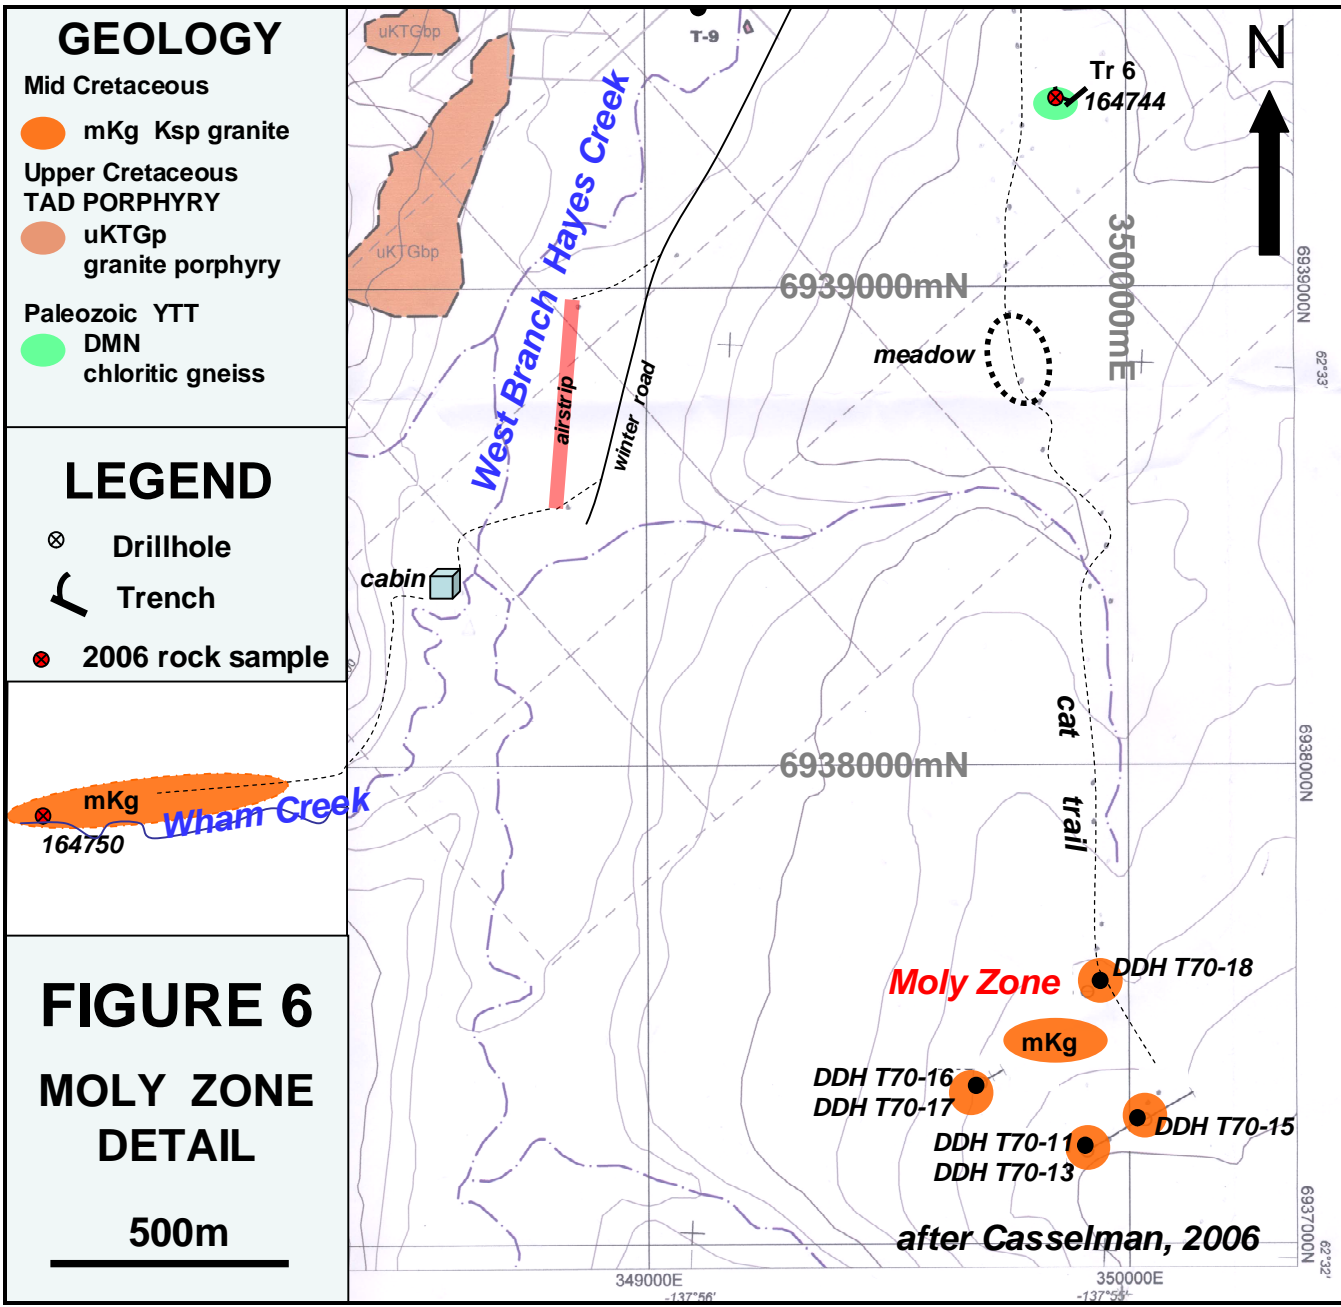 GEOLOGY
Mid Cretaceous
mKg Ksp granite
Upper Cretaceous
TAD PORPHYRY
uKTGp
granite porphyry
Paleozoic YTT
DMN
chloritic gneiss
LEGEND
Drillhole
Trench
2006 rock sample
mKg
164750
Wham Creek
FIGURE 6
MOLY ZONE
DETAIL
500m
uKTGbp
uKTGbp
T-9
West Branch Hayes Creek
airstrip
winter road
cabin
Tr 6
164744
N
350000mE
6939000mN
6939000N
meadow
62°33'
cat trail
6938000mN
6938000N
Moly Zone
DDH T70-18
mKg
DDH T70-16
DDH T70-17
DDH T70-15
DDH T70-11
DDH T70-13
after Casselman, 2006
6937000N
62°32'
349000E
-137°56'
350000E
-137°55'